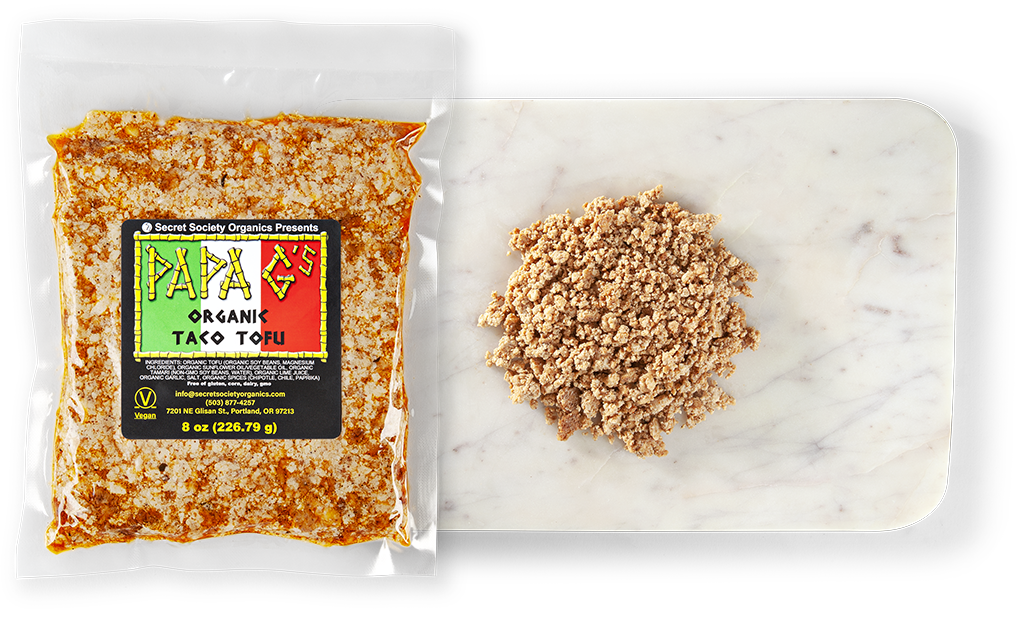 Secret Society Organics Presents
PAPA G's
ORGANIC
TACO TOFU
INGREDIENTS: ORGANIC TOFU (ORGANIC SOY BEANS, MAGNESIUM
CHLORIDE), ORGANIC SUNFLOWER OIL/VEGETABLE OIL, ORGANIC
TAMARI (NON-GMO SOY BEANS, WATER), ORGANIC LIME JUICE,
ORGANIC GARLIC, SALT, ORGANIC SPICES (CHIPOTLE, CHILE, PAPRIKA)
Free of gluten, corn, dairy, gmo
info@secretsocietyorganics.com
(503) 877-4257
7201 NE Glisan St., Portland, OR 97213
V
Vegan
8 oz (226.79 g)